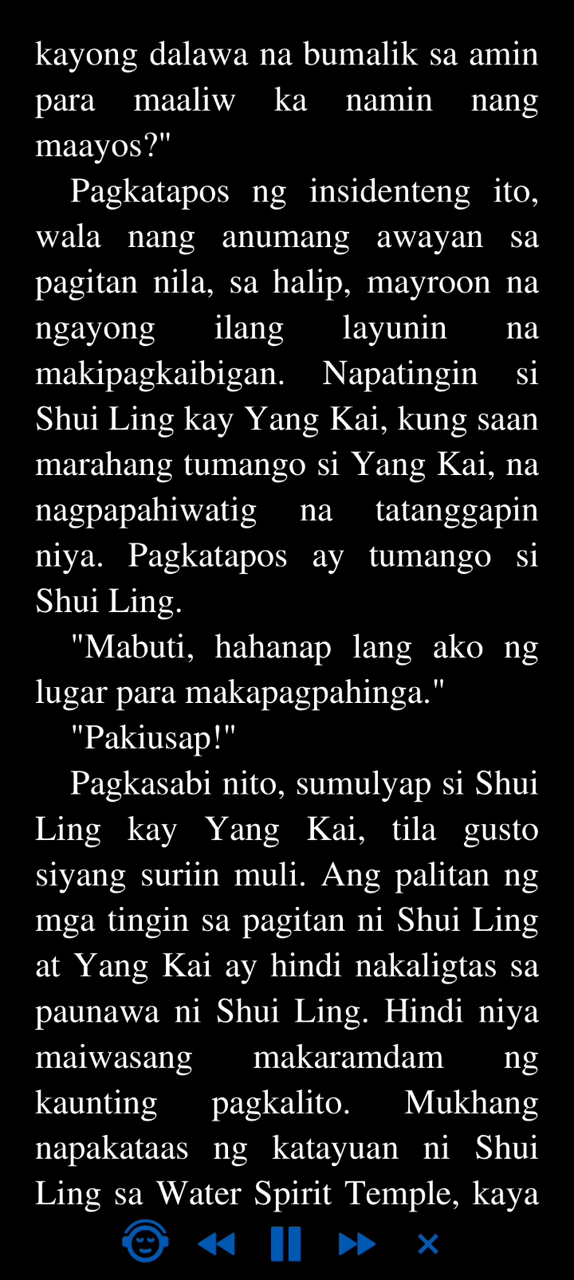 kayong dalawa na bumalik sa amin
para maaliw ka namin nang
maayos?"
Pagkatapos ng insidenteng ito,
wala nang anumang awayan sa
pagitan nila, sa halip, mayroon na
ngayong ilang layunin na
makipagkaibigan. Napatingin si
Shui Ling kay Yang Kai, kung saan
marahang tumango si Yang Kai, na
nagpapahiwatig na tatanggapin
niya. Pagkatapos ay tumango si
Shui Ling.
"Mabuti, hahanap lang ako ng
lugar para makapagpahinga."
"Pakiusap!"
Pagkasabi nito, sumulyap si Shui
Ling kay Yang Kai, tila gusto
siyang suriin muli. Ang palitan ng
mga tingin sa pagitan ni Shui Ling
at Yang Kai ay hindi nakaligtas sa
paunawa ni Shui Ling. Hindi niya
maiwasang makaramdam ng
kaunting pagkalito. Mukhang
napakataas ng katayuan ni Shui
Ling sa Water Spirit Temple, kaya